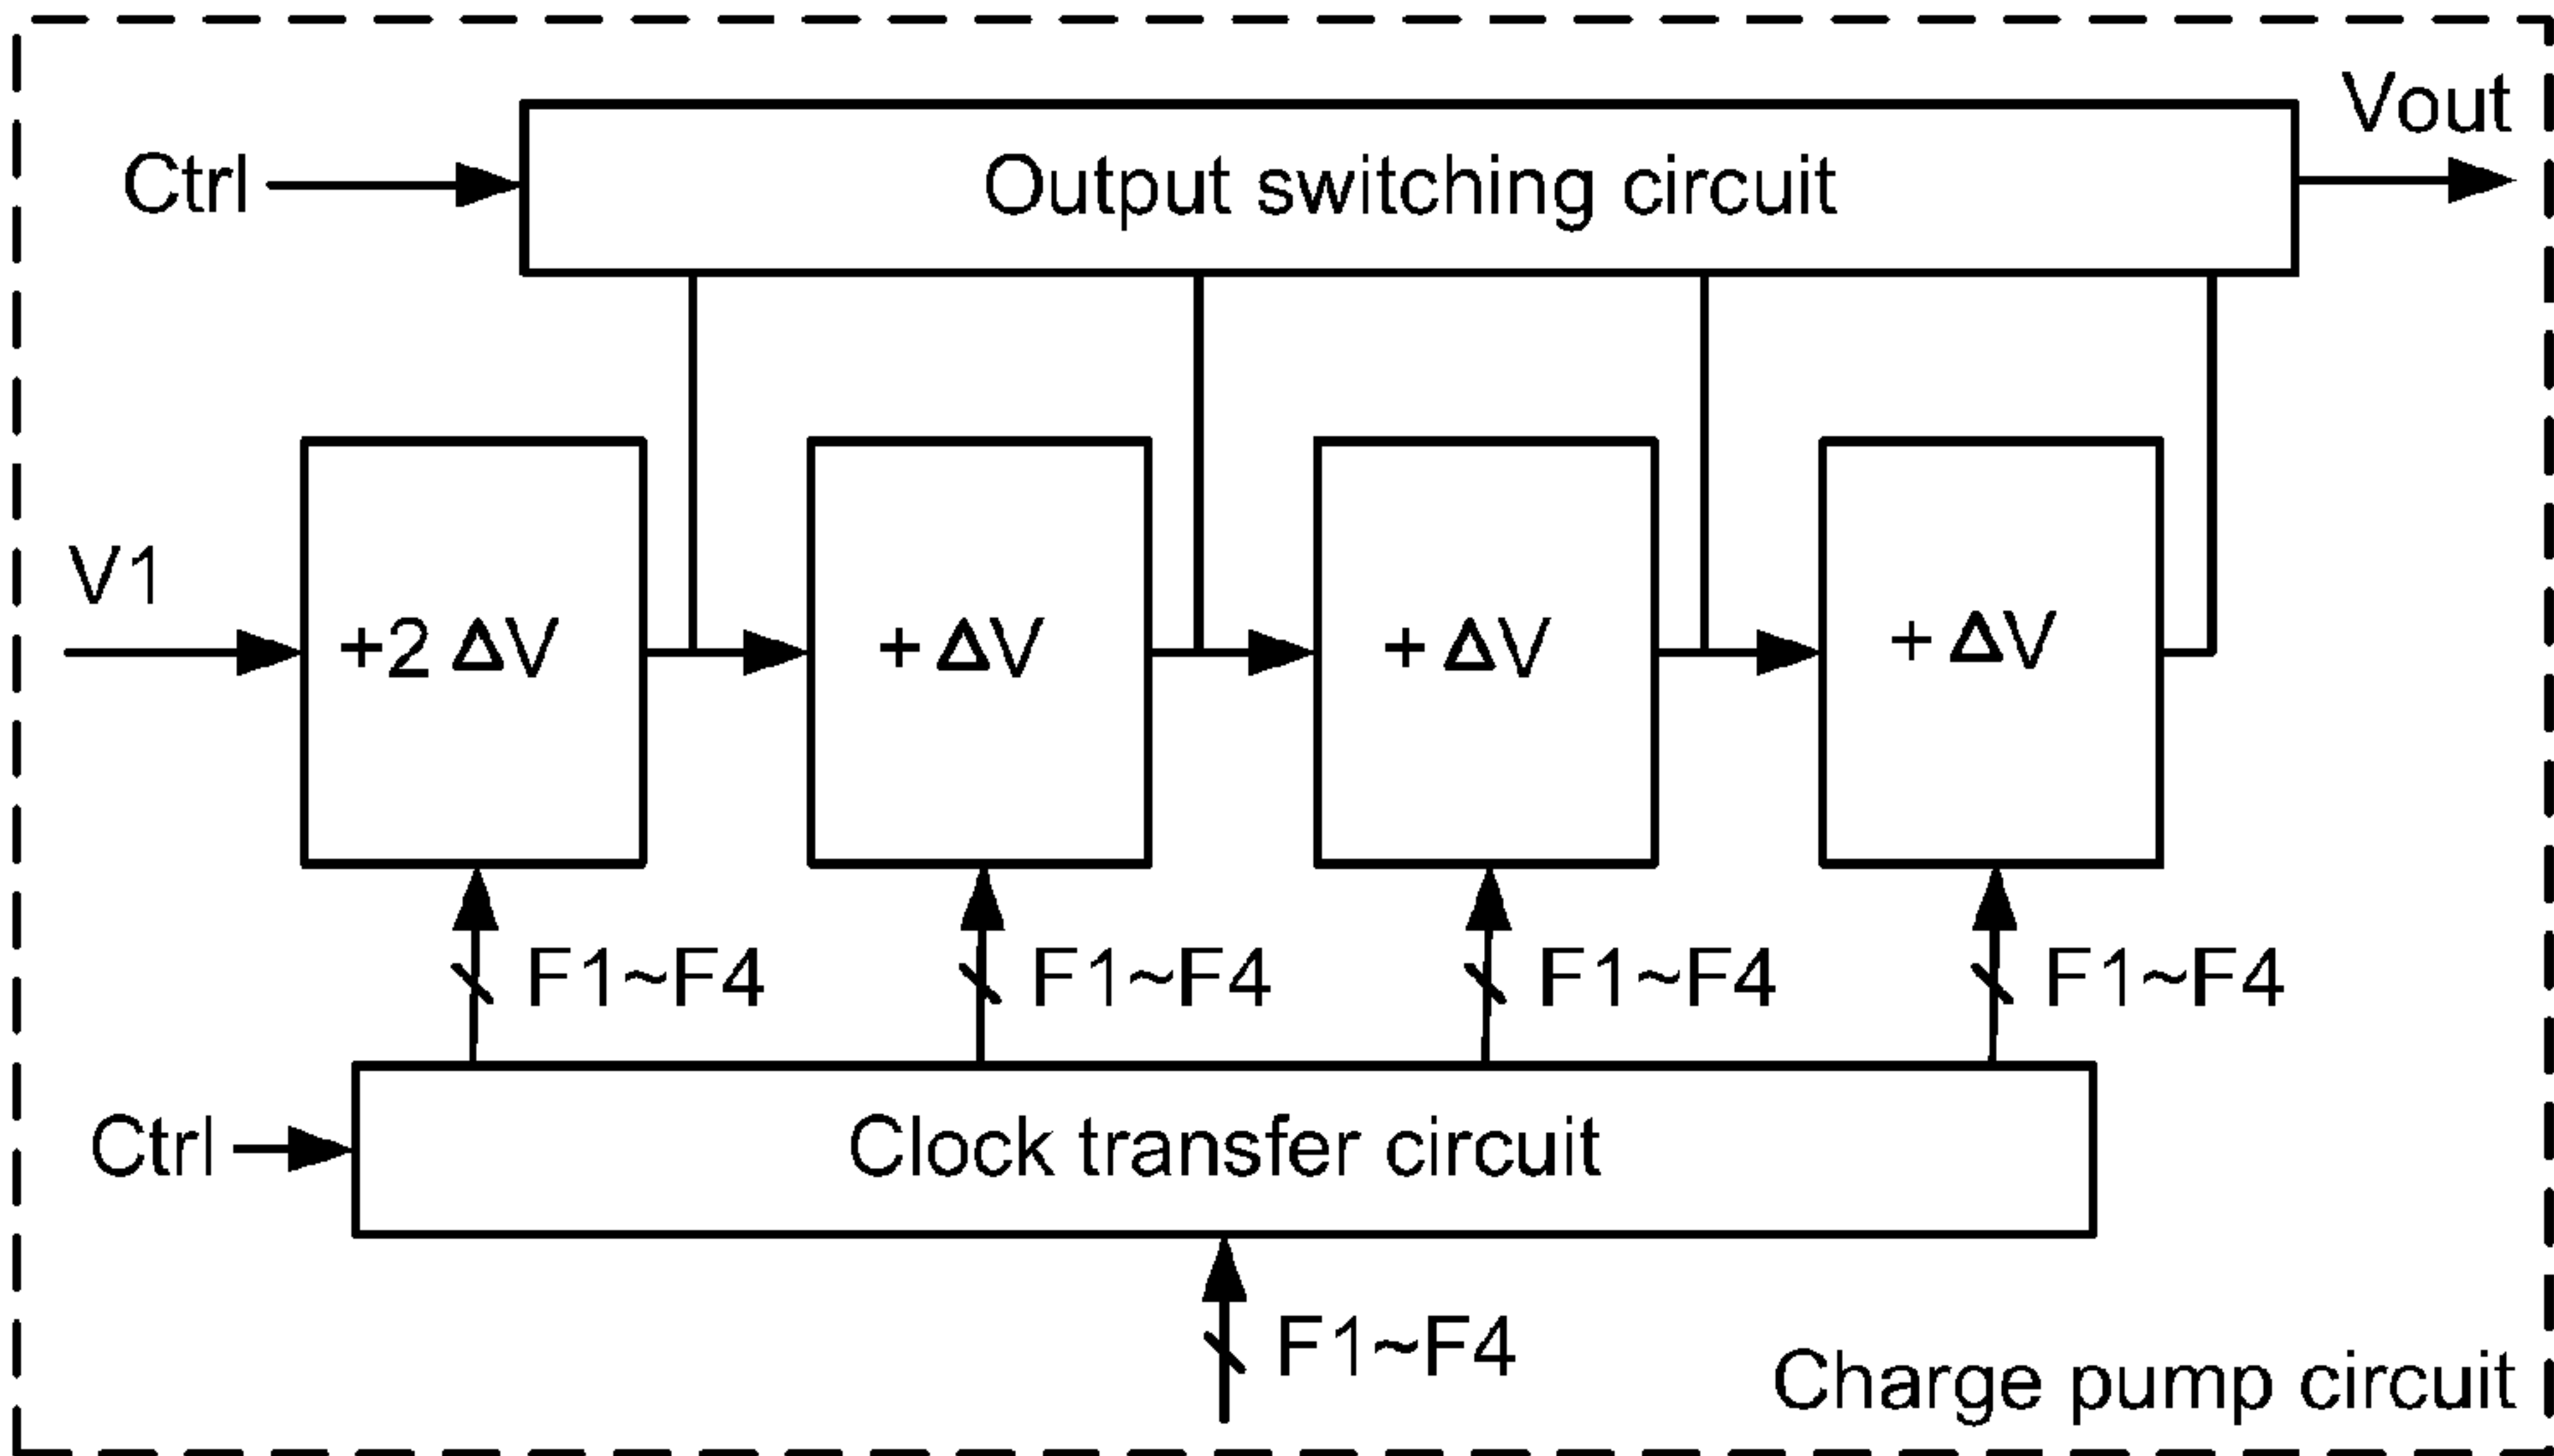 Vout
Ctrl
Output switching circuit
V1
+2 ΔV
+ ΔV
+ ΔV
+ ΔV
F1~F4
F1~F4
F1~F4
F1~F4
Ctrl
Clock transfer circuit
F1~F4
Charge pump circuit